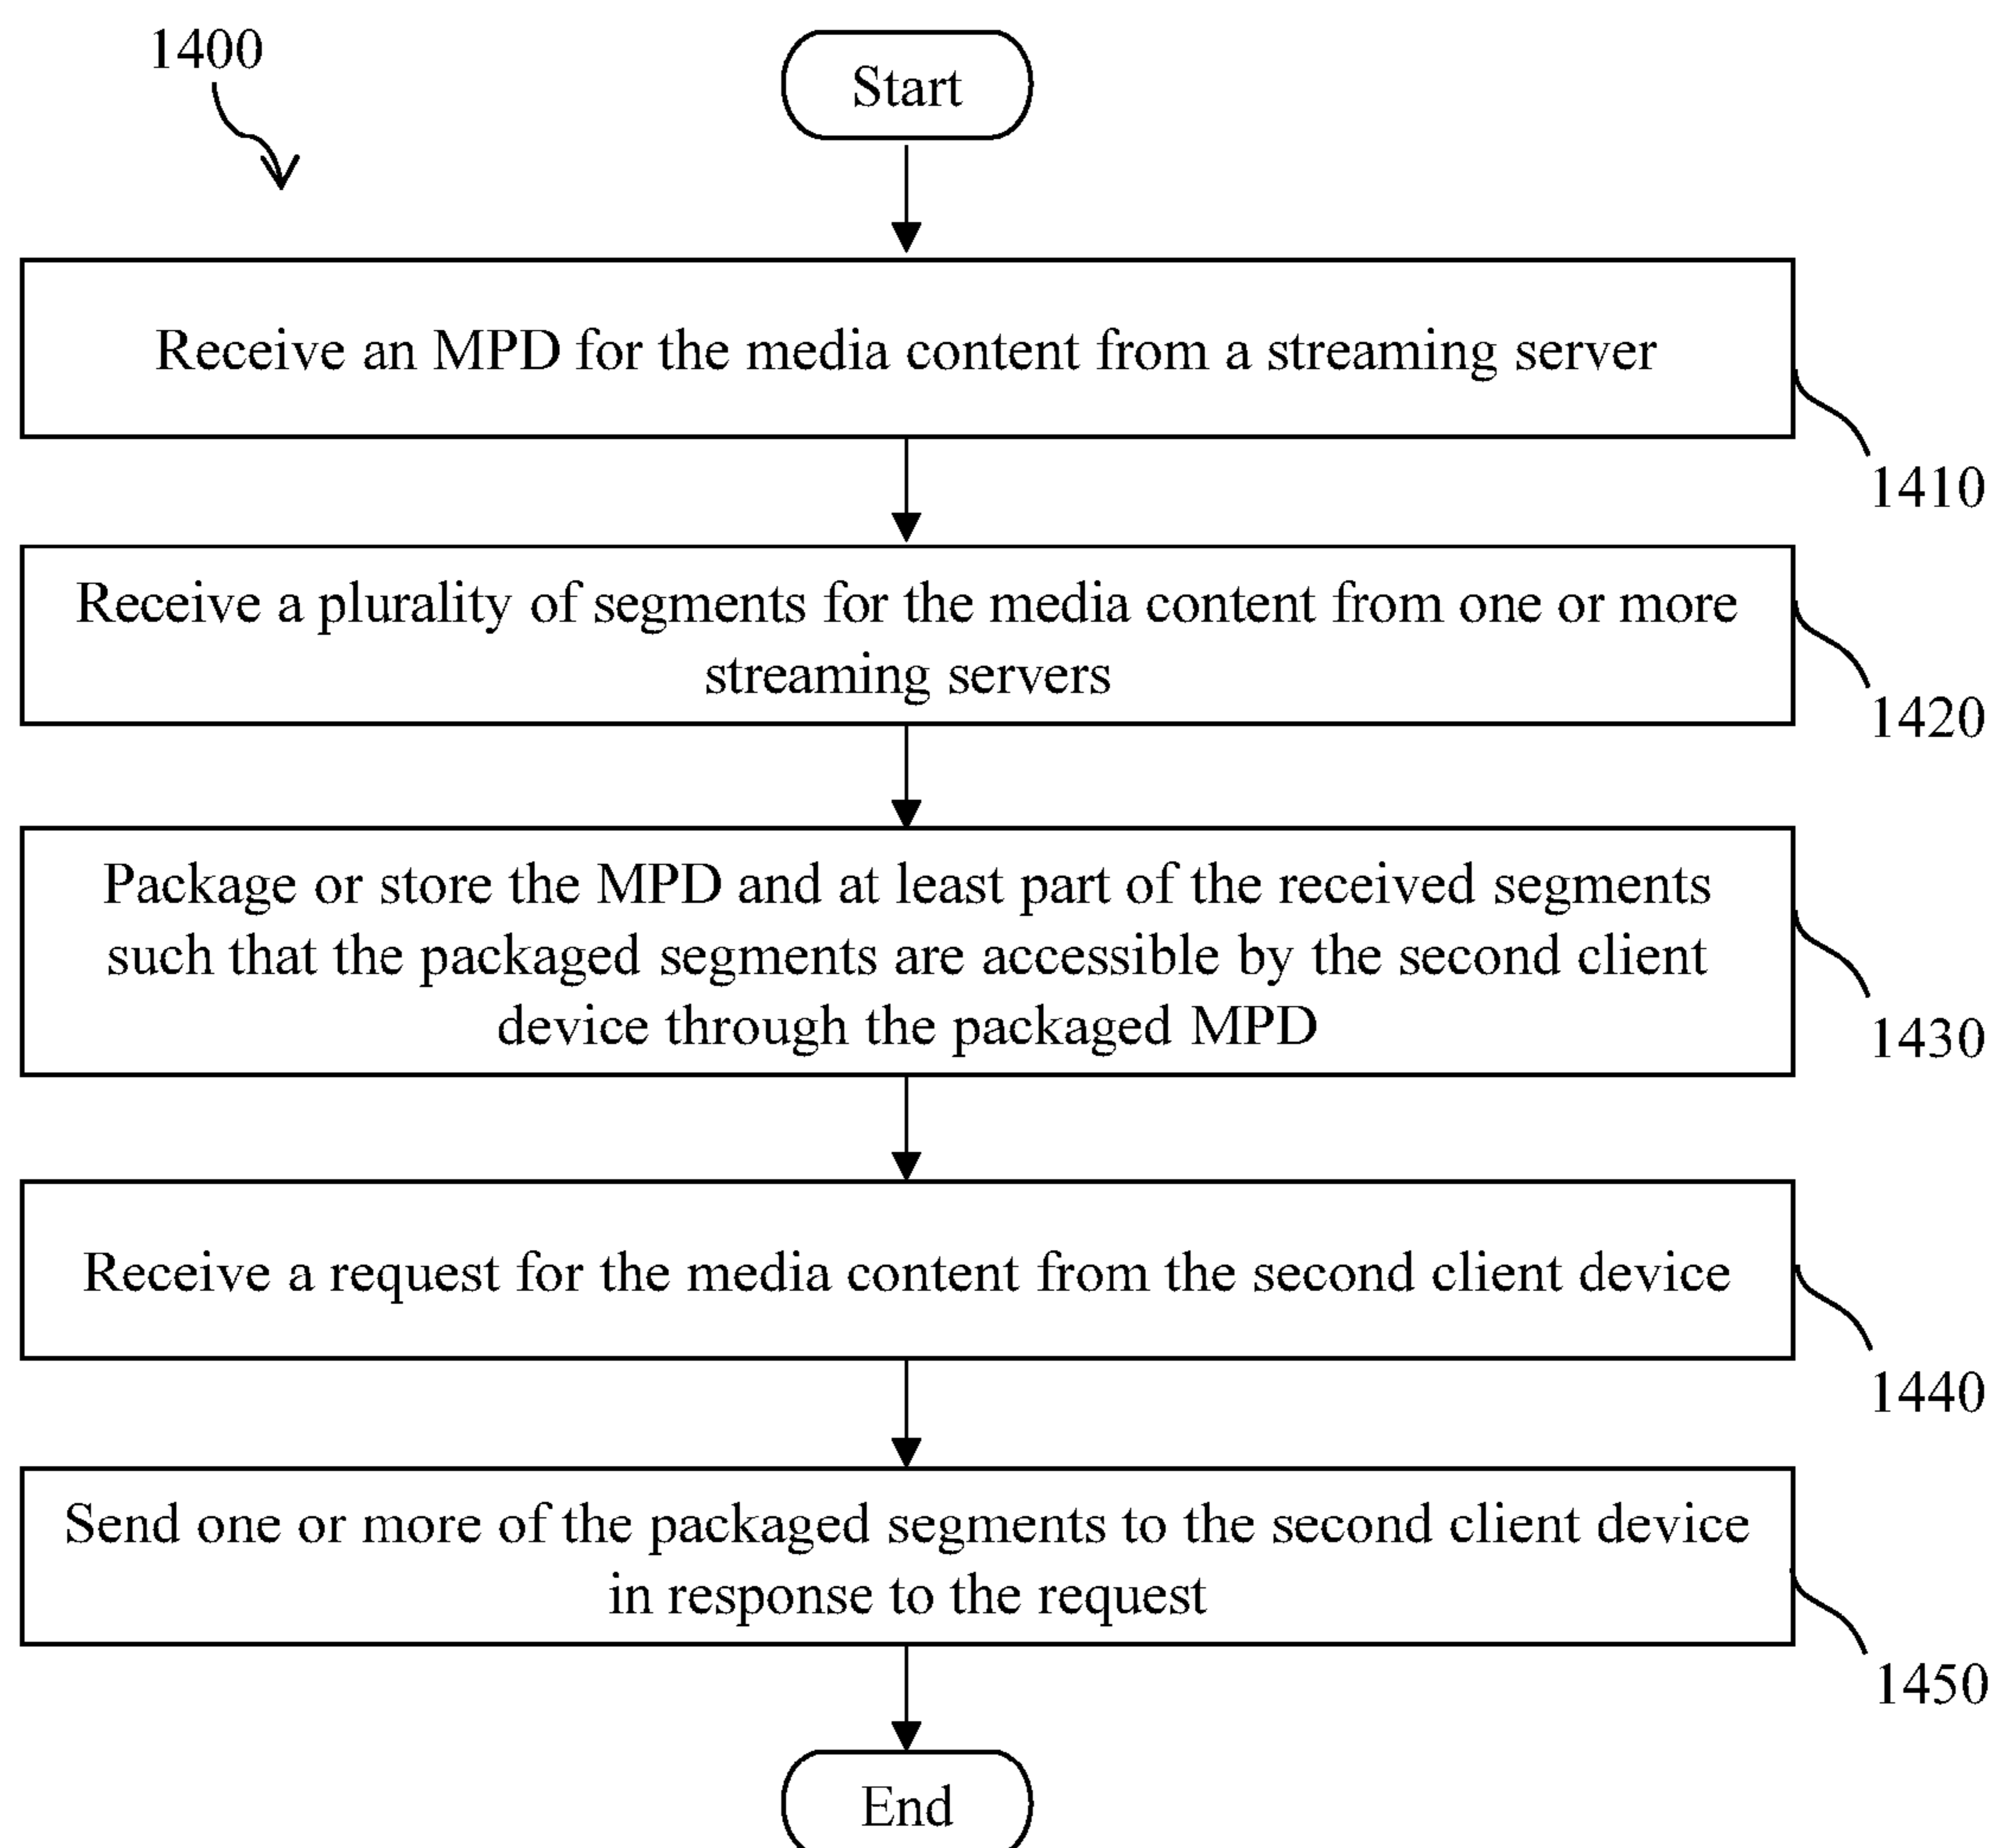 1400
Start
Receive an MPD for the media content from a streaming server
1410
Receive a plurality of segments for the media content from one or more
streaming servers
1420
Package or store the MPD and at least part of the received segments
such that the packaged segments are accessible by the second client
device through the packaged MPD
1430
Receive a request for the media content from the second client device
1440
Send one or more of the packaged segments to the second client device
in response to the request
1450
End